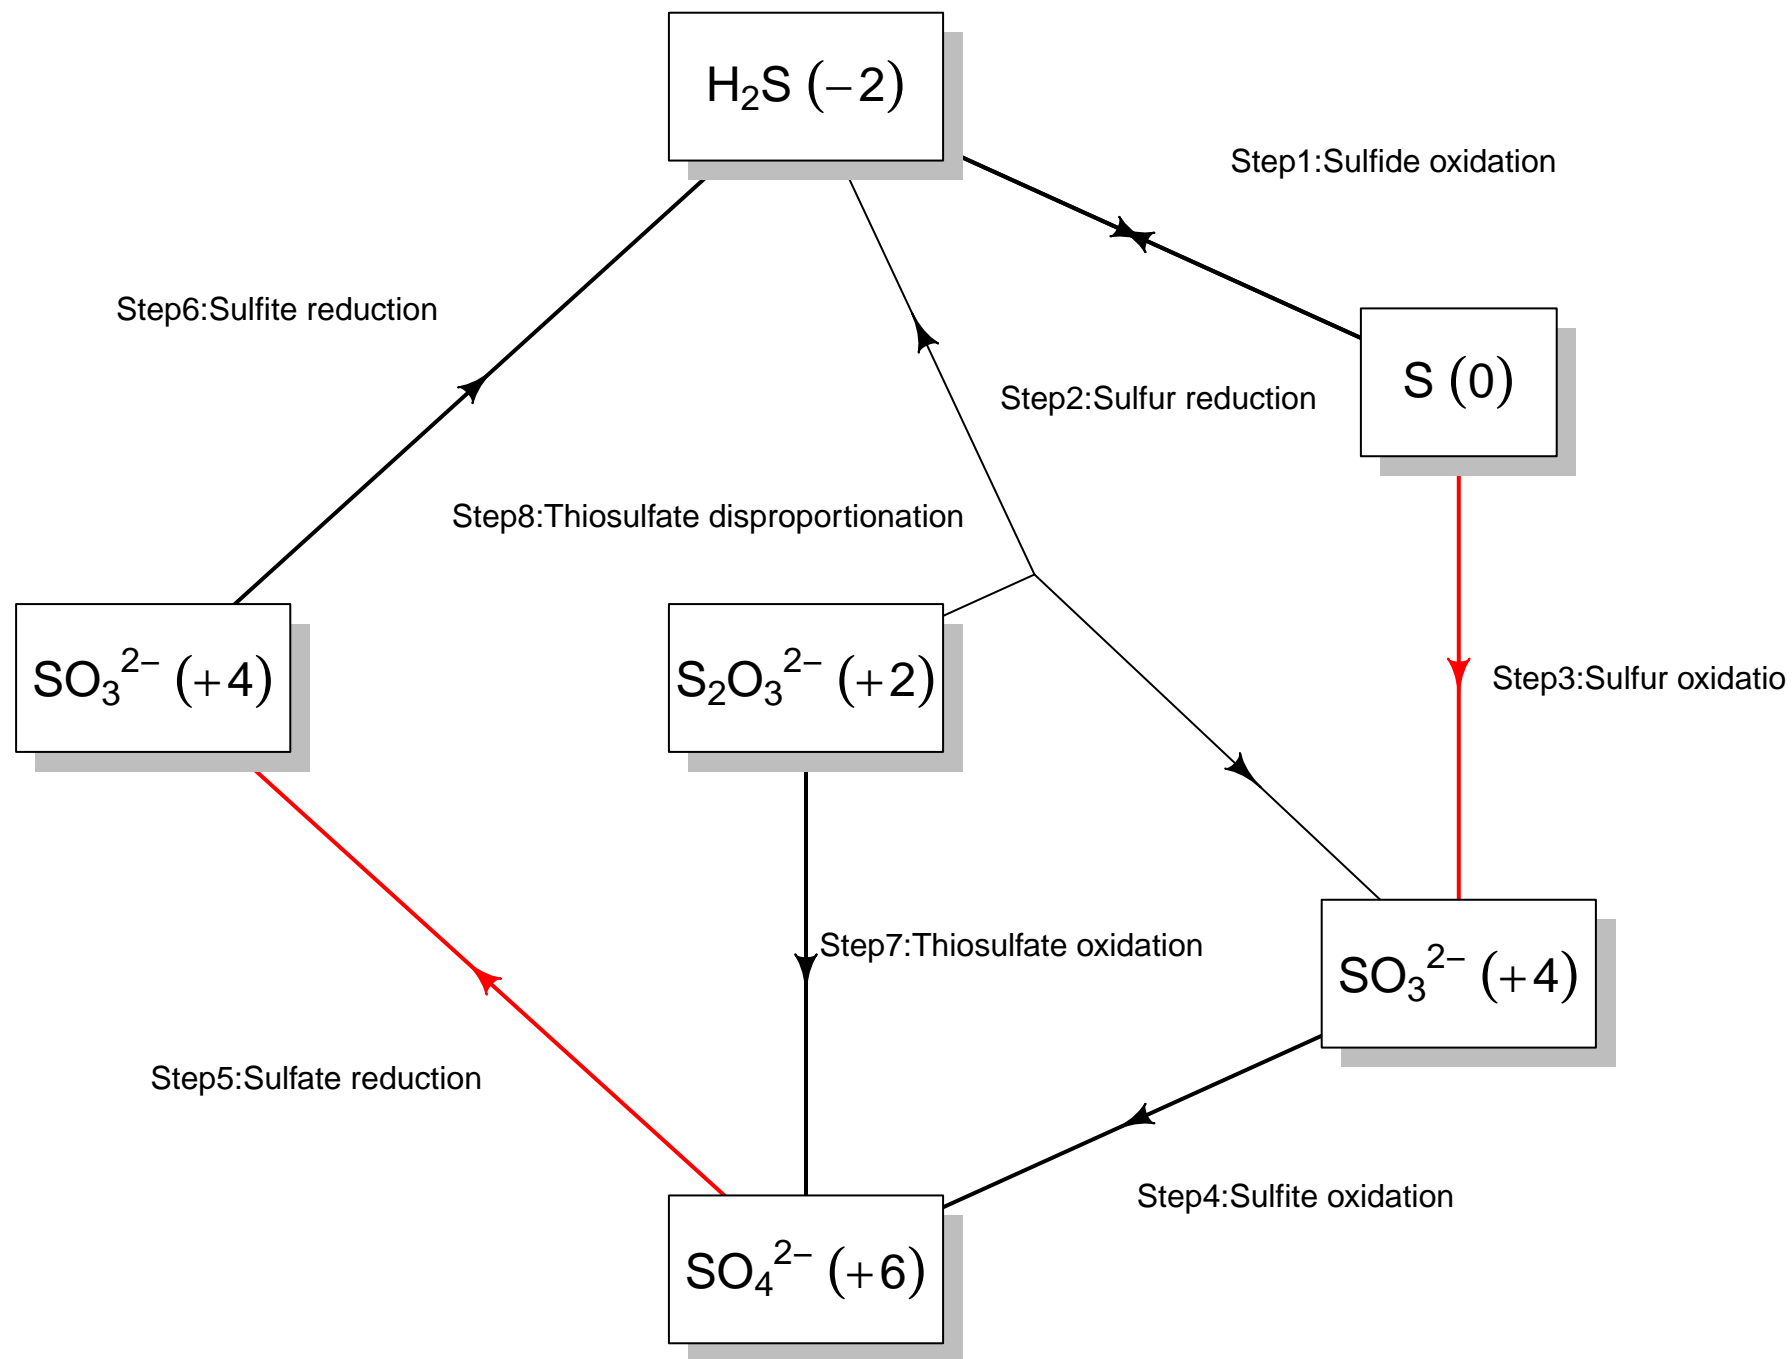 H₂S (−2)
Step1:Sulfide oxidation
Step6:Sulfite reduction
S (0)
Step2:Sulfur reduction
Step8:Thiosulfate disproportionation
SO₃²⁻ (+4)
S₂O₃²⁻ (+2)
Step3:Sulfur oxidatio
Step7:Thiosulfate oxidation
SO₃²⁻ (+4)
Step5:Sulfate reduction
Step4:Sulfite oxidation
SO₄²⁻ (+6)